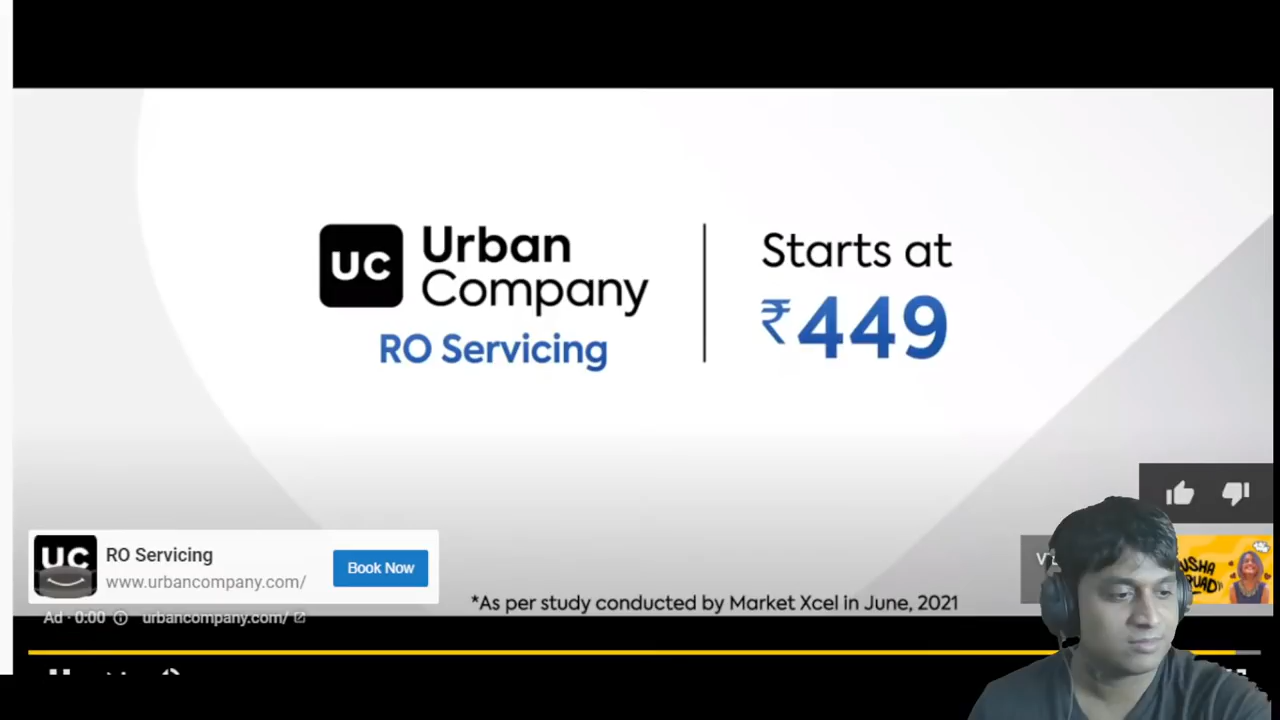 UC
Urban
Company
RO Servicing
Starts at
₹449
UC
RO Servicing
www.urbancompany.com/
Book Now
*As per study conducted by Market Xcel in June, 2021
Ad · 0:00
urbancompany.com/